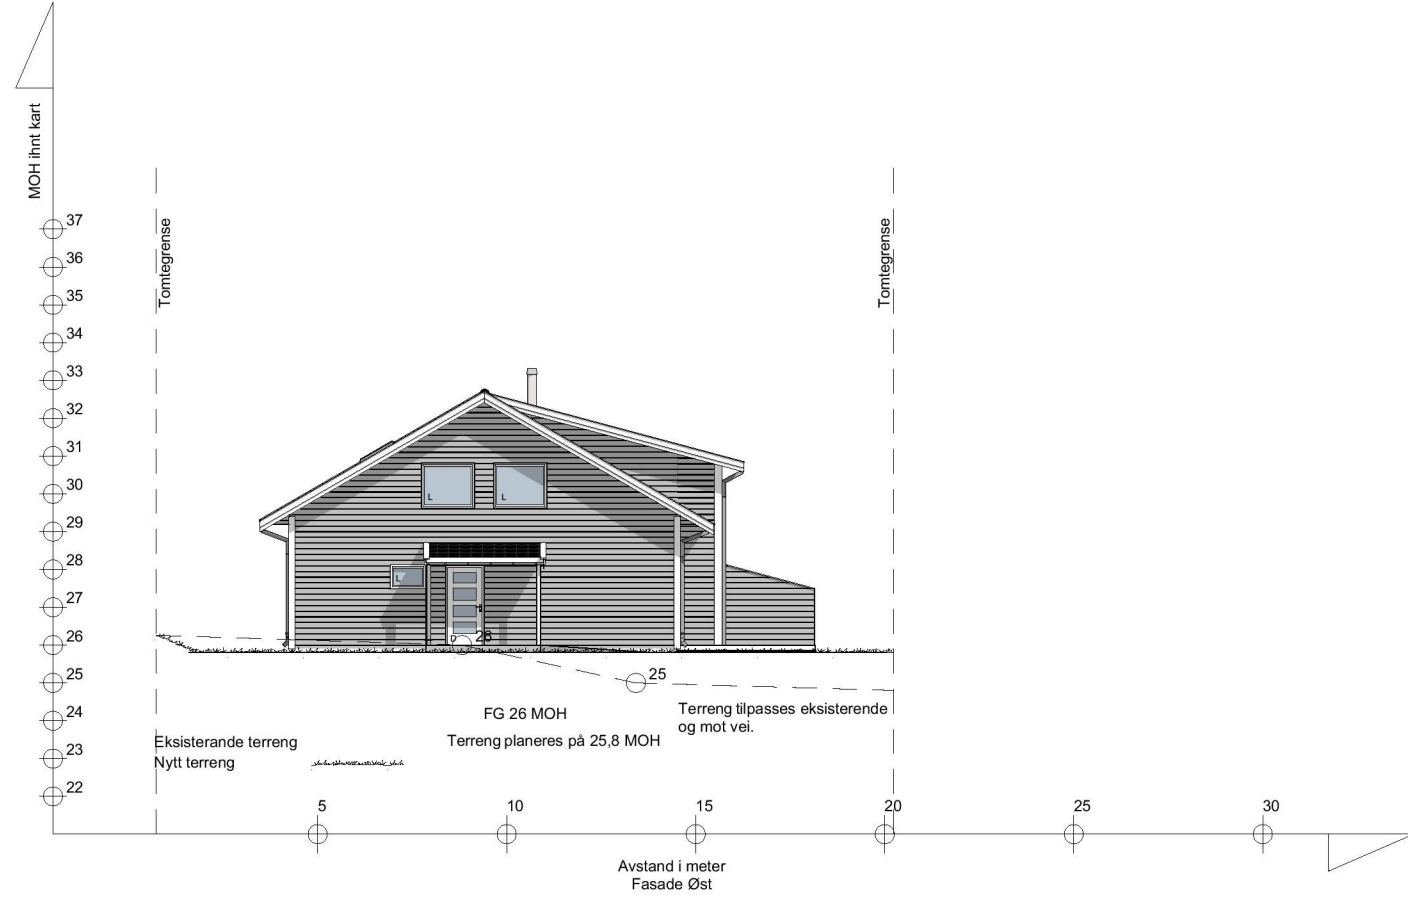 MOH ihnt kart
Tomtegrense
Tomtegrense
37
36
35
34
33
32
31
30
29
28
27
26
25
24
23
22
L
L
L
D
26
25
FG 26 MOH
Terreng planeres på 25,8 MOH
Terreng tilpasses eksisterende
og mot vei.
Eksisterande terreng
Nytt terreng
5
10
15
20
25
30
Avstand i meter
Fasade Øst